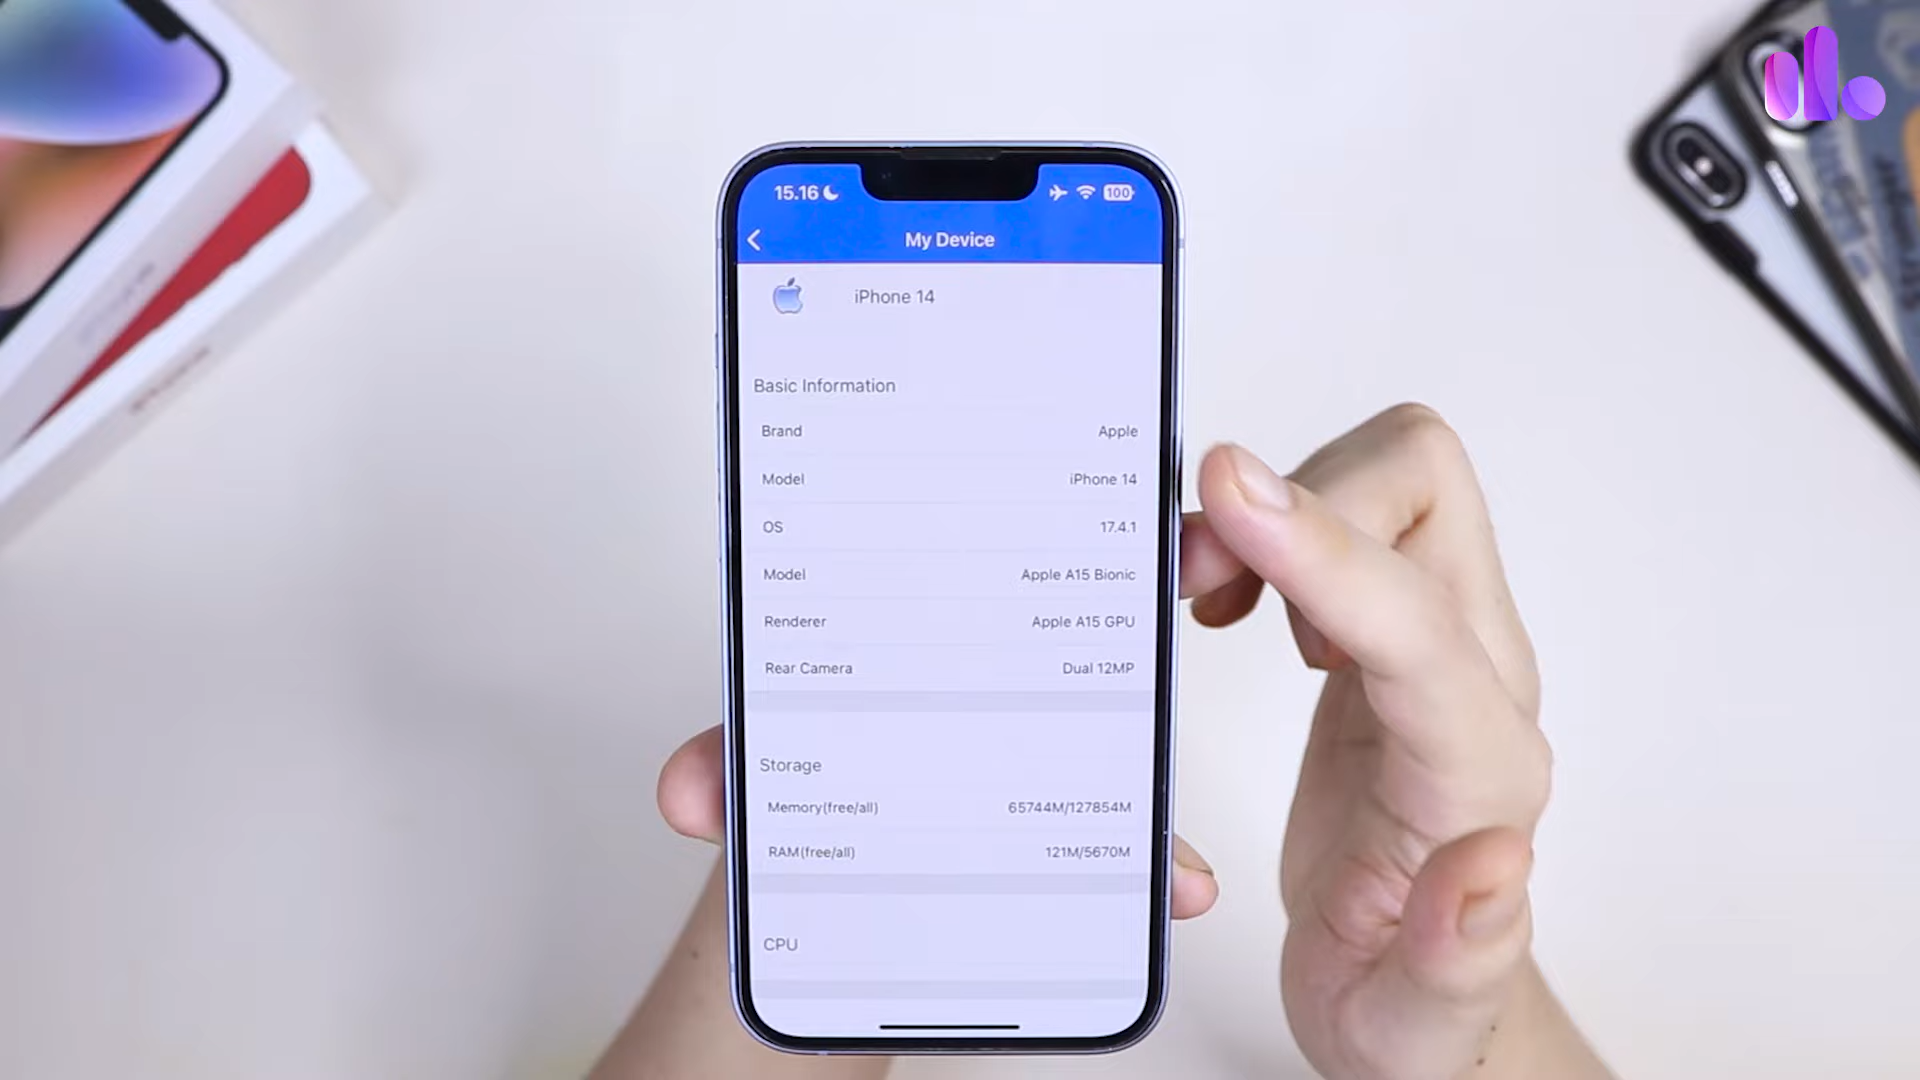 15.16
100
My Device
iPhone 14
Basic Information
Brand Apple
Model iPhone 14
OS 17.4.1
Model Apple A15 Bionic
Renderer Apple A15 GPU
Rear Camera Dual 12MP
Storage
Memory(free/all) 65744M/127854M
RAM(free/all) 121M/5670M
CPU